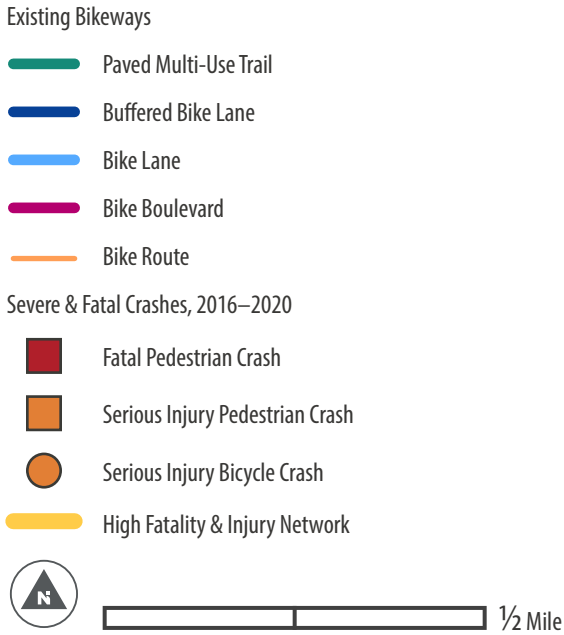 Existing Bikeways
Paved Multi-Use Trail
Buffered Bike Lane
Bike Lane
Bike Boulevard
Bike Route
Severe & Fatal Crashes, 2016–2020
Fatal Pedestrian Crash
Serious Injury Pedestrian Crash
Serious Injury Bicycle Crash
High Fatality & Injury Network
N
½ Mile